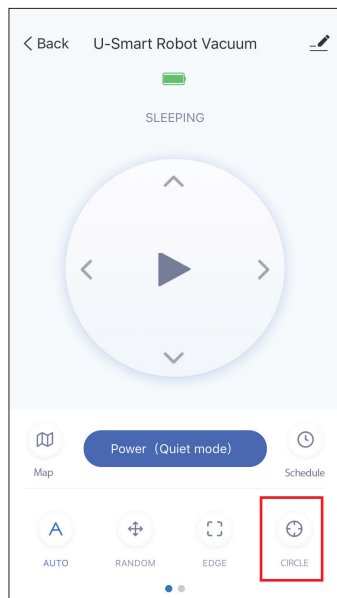 Back U-Smart Robot Vacuum
SLEEPING
Power (Quiet mode)
Map Schedule
AUTO RANDOM EDGE CIRCLE